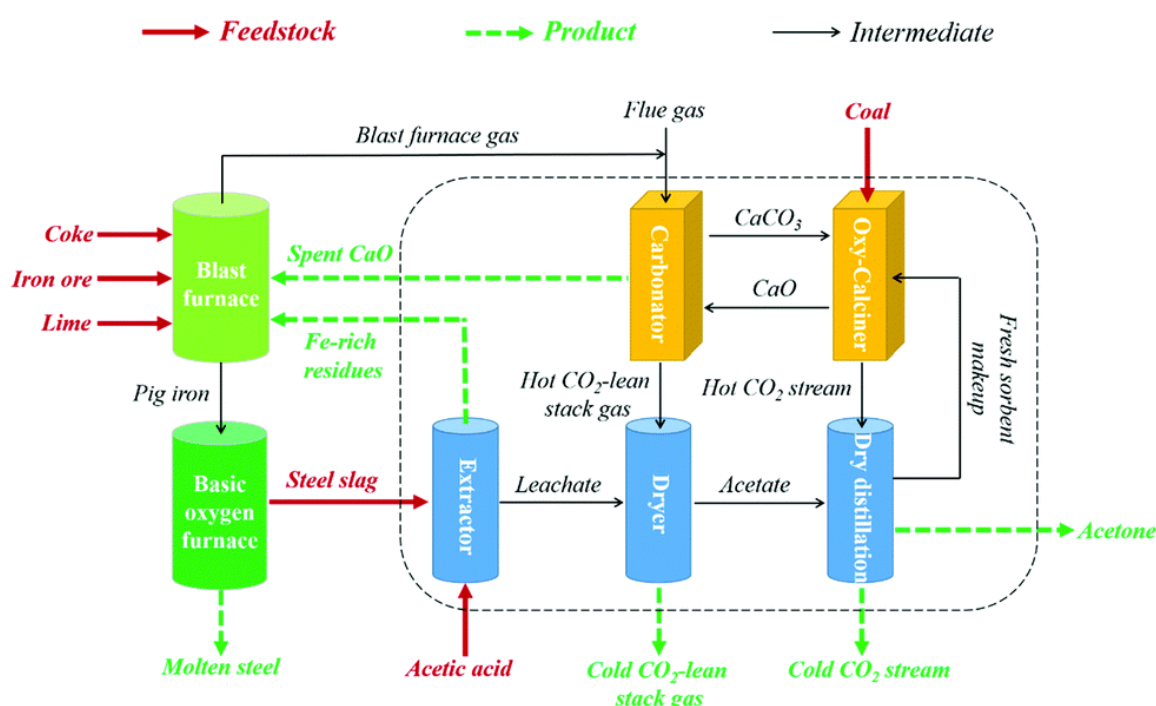 Feedstock
Product
Intermediate
Flue gas
Coal
Blast furnace gas
Coke
Iron ore
Lime
Blast
furnace
Spent CaO
Fe-rich
residues
Carbonator
CaCO₃
CaO
Oxy-Calciner
Fresh sorbent
makeup
Pig iron
Hot CO₂-lean
stack gas
Hot CO₂ stream
Basic
oxygen
furnace
Steel slag
Extractor
Leachate
Dryer
Acetate
Dry distillation
Acetone
Molten steel
Acetic acid
Cold CO₂-lean
stack gas
Cold CO₂ stream